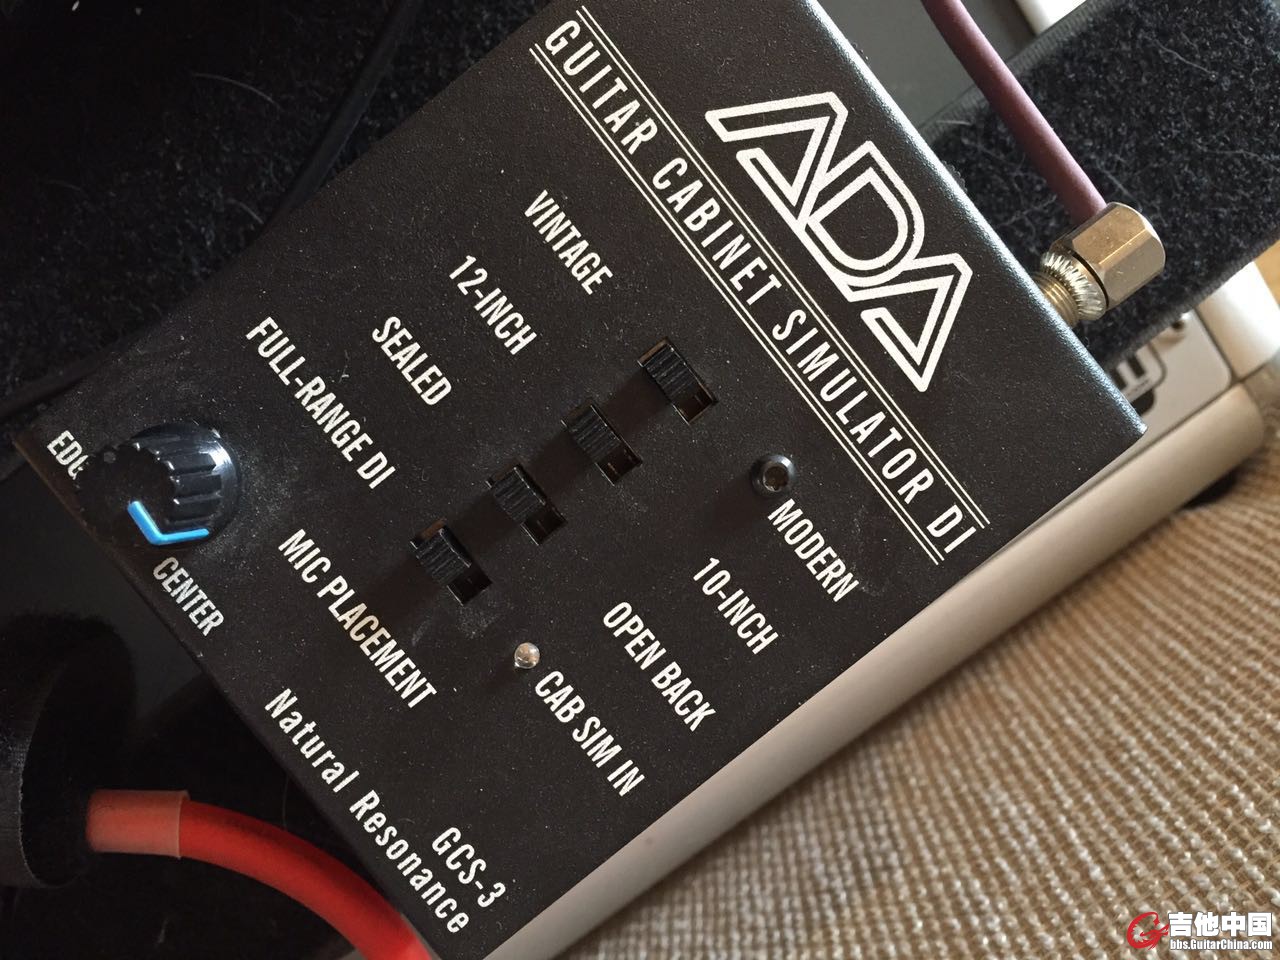 ADA
GUITAR CABINET SIMULATOR DI
VINTAGE
MODERN
12-INCH
10-INCH
SEALED
OPEN BACK
FULL-RANGE DI
CAB SIM IN
MIC PLACEMENT
CENTER
GCS-3
Natural Resonance
吉他中国
bbs.GuitarChina.com